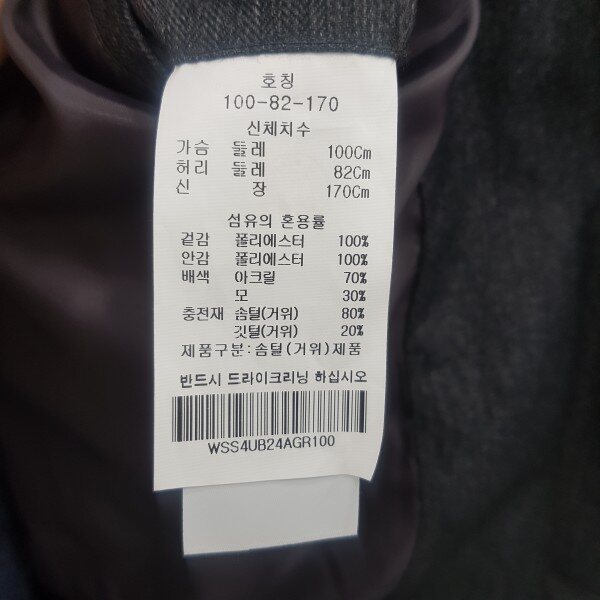 호칭
100-82-170
신체치수
가슴 둘레 100Cm
허리 둘레 82Cm
신 장 170Cm
섬유의 혼용률
겉감 폴리에스터 100%
안감 폴리에스터 100%
배색 아크릴 70%
모 30%
충전재 솜털(거위) 80%
깃털(거위) 20%
제품구분:솜털(거위)제품
반드시 드라이크리닝 하십시오
WSS4UB24AGR100